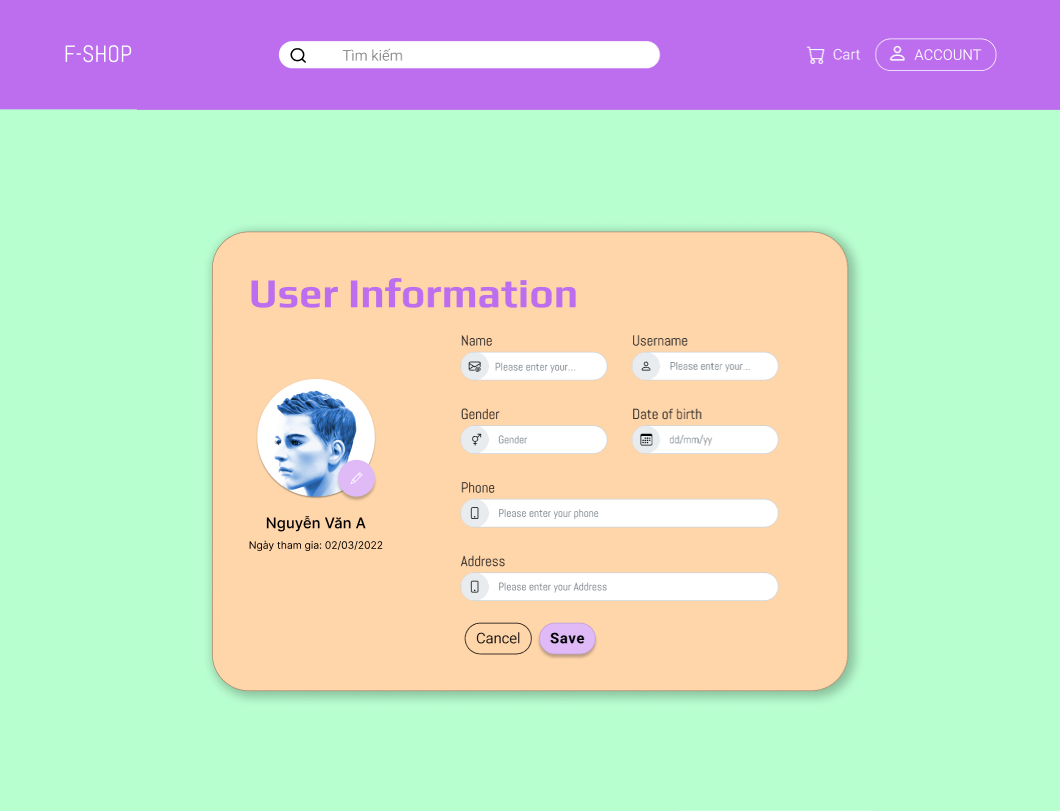 F-SHOP
Tìm kiếm
Cart
ACCOUNT
User Information
Name
Username
Please enter your...
Please enter your...
Gender
Date of birth
Gender
dd/mm/yy
Phone
Please enter your phone
Address
Please enter your Address
Nguyễn Văn A
Ngày tham gia: 02/03/2022
Cancel
Save